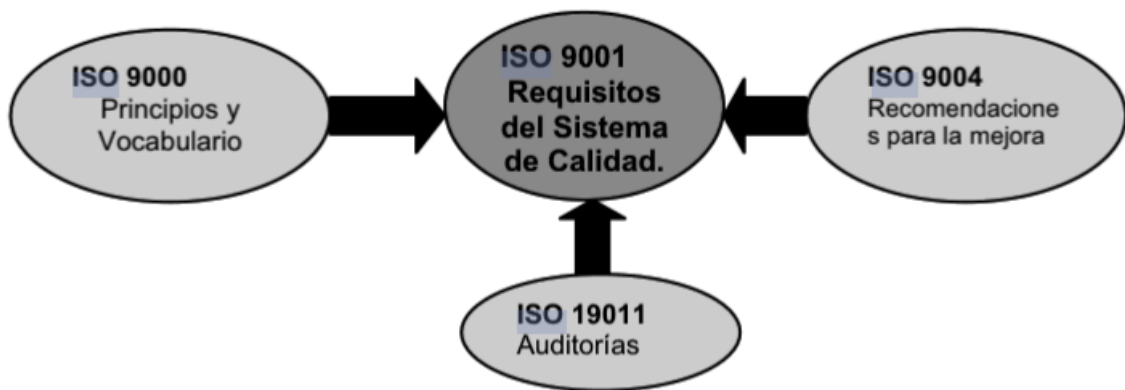 ISO 9000
Principios y
Vocabulario
ISO 9001
Requisitos
del Sistema
de Calidad.
ISO 9004
Recomendacione
s para la mejora
ISO 19011
Auditorías